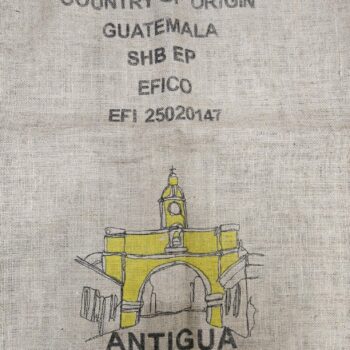 COUNTRY OF ORIGIN
GUATEMALA
SHB EP
EFICO
EFI 25020147
ANTIGUA